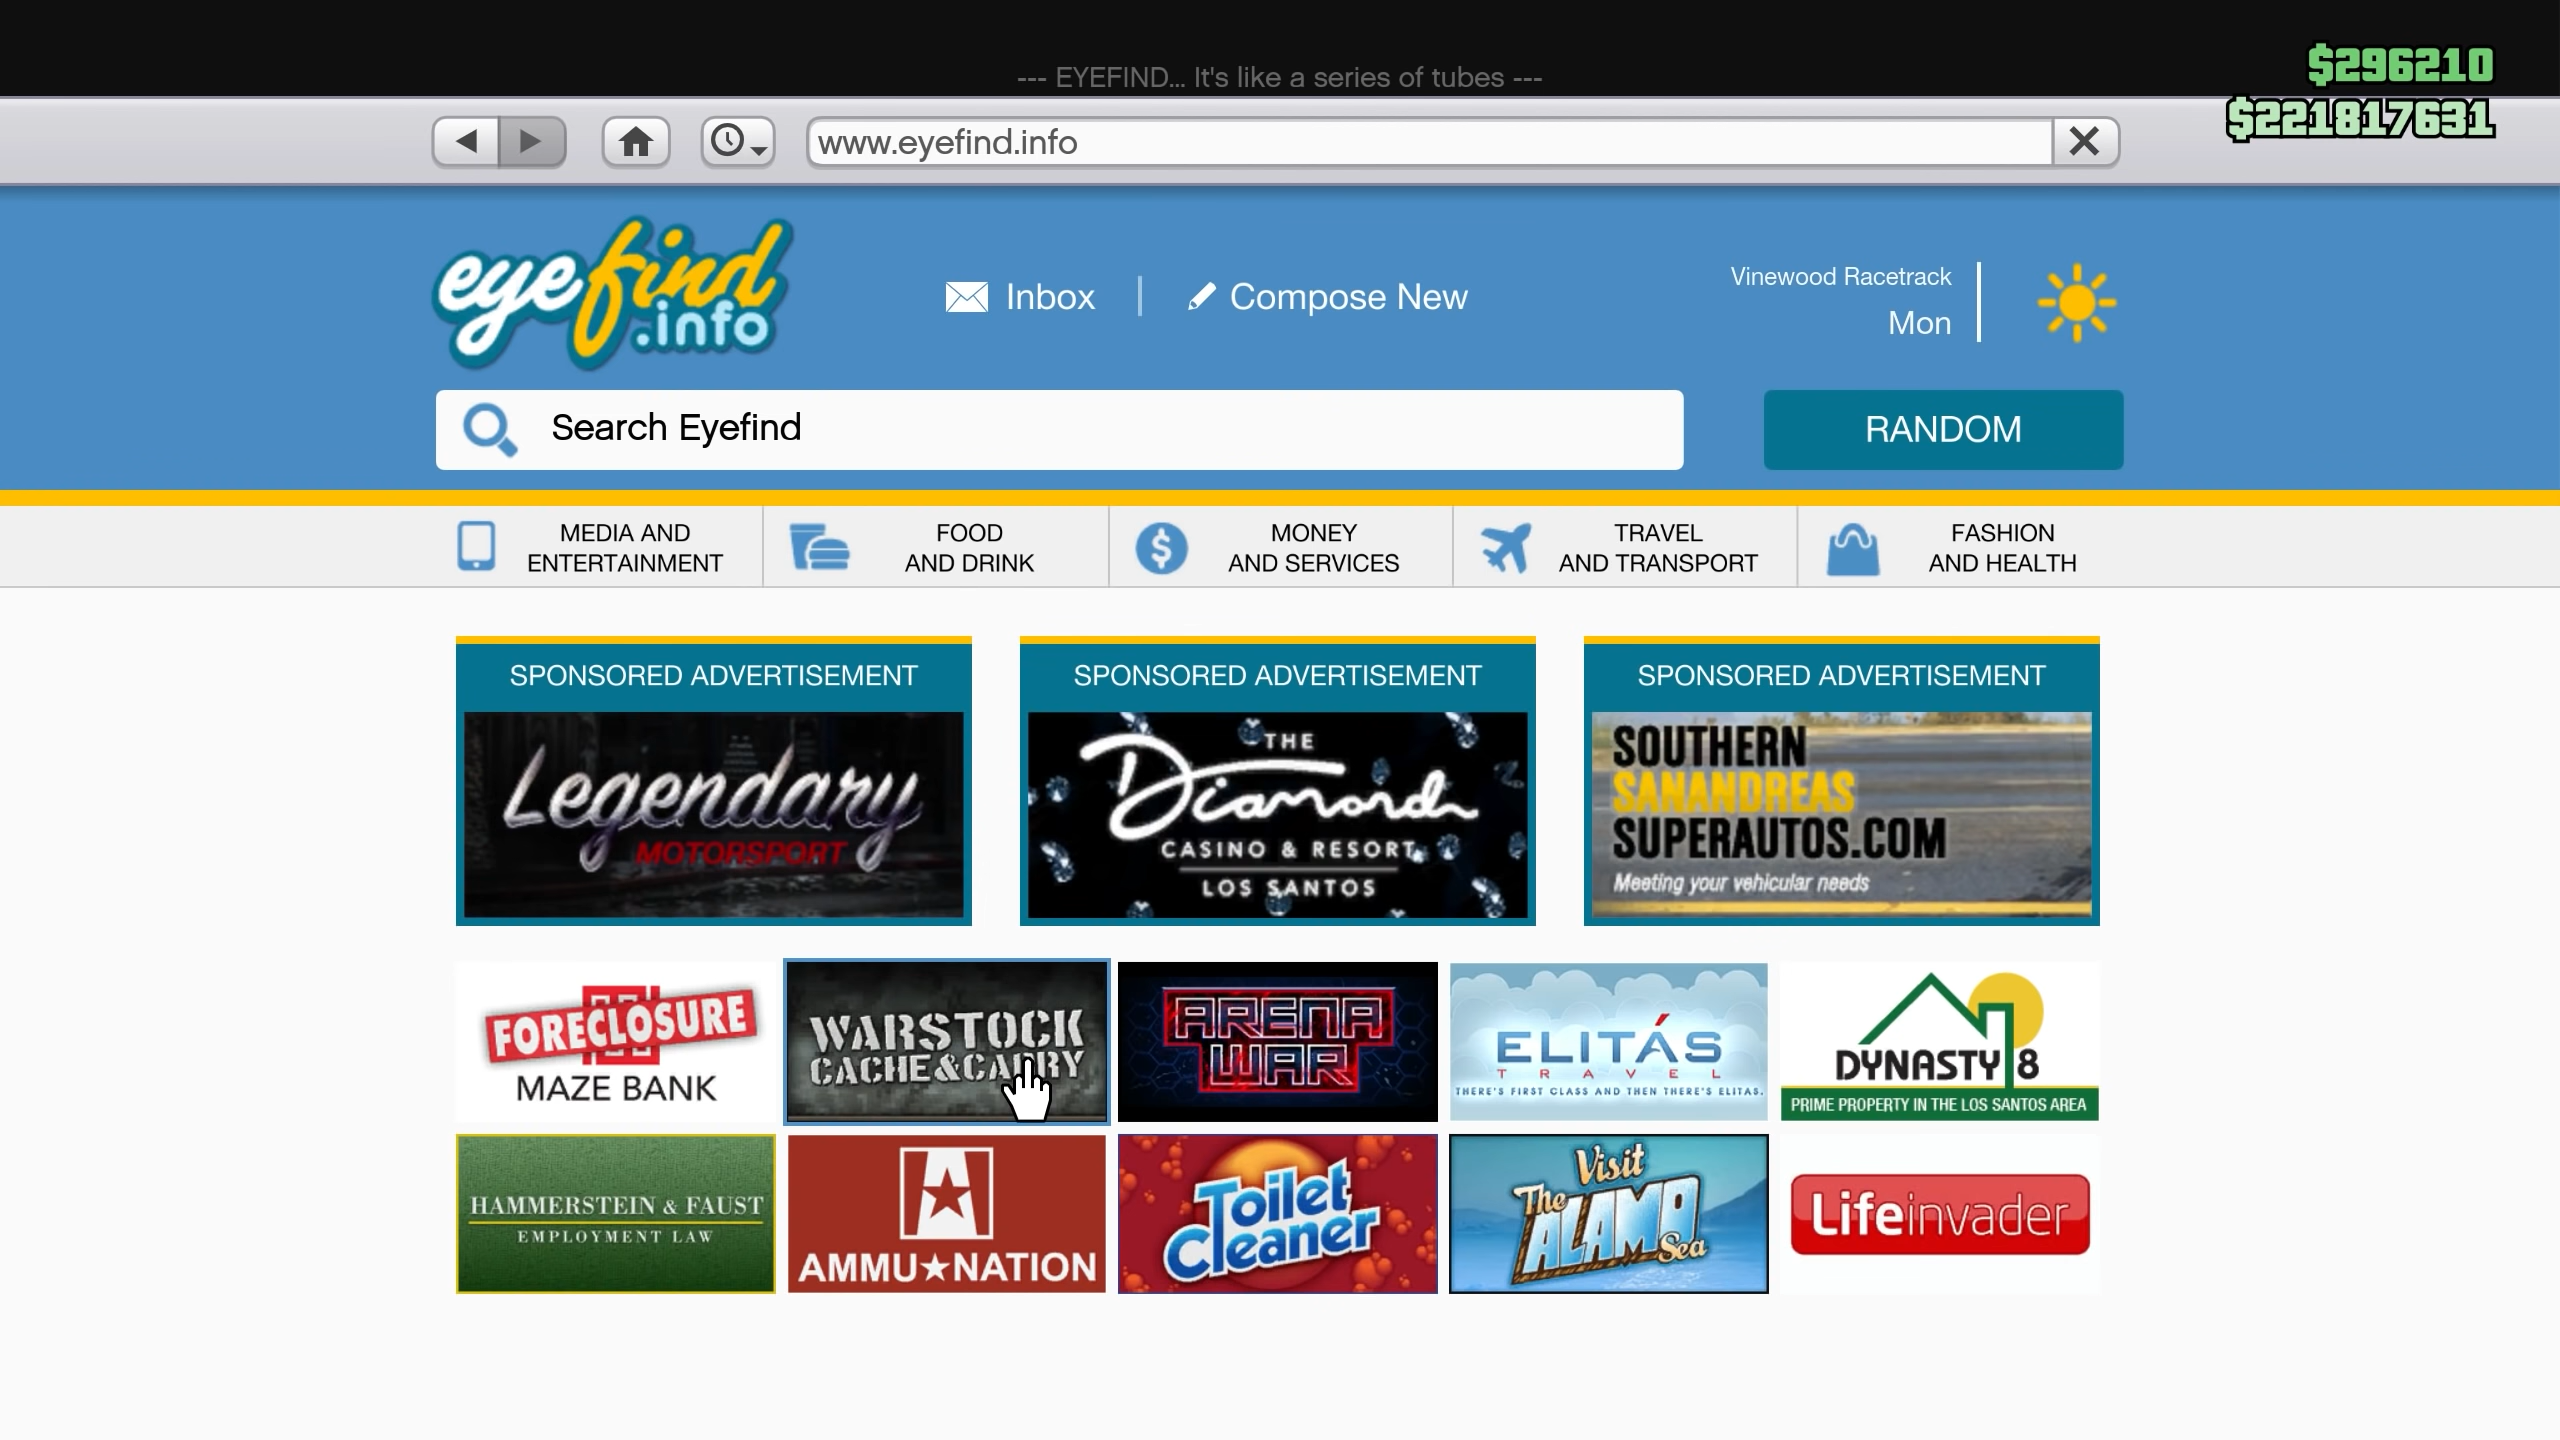 --- EYEFIND... It's like a series of tubes ---
$296210
$221817631
www.eyefind.info
eyefind
.info
Inbox
Compose New
Vinewood Racetrack
Mon
Search Eyefind
RANDOM
MEDIA AND
ENTERTAINMENT
FOOD
AND DRINK
MONEY
AND SERVICES
TRAVEL
AND TRANSPORT
FASHION
AND HEALTH
SPONSORED ADVERTISEMENT
Legendary
MOTORSPORT
SPONSORED ADVERTISEMENT
THE
Diamond
CASINO & RESORT
LOS SANTOS
SPONSORED ADVERTISEMENT
SOUTHERN
SANANDREAS
SUPERAUTOS.COM
Meeting your vehicular needs
FORECLOSURE
MAZE BANK
WARSTOCK
CACHE & CARRY
ARENA
WAR
ELITÁS
TRAVEL
THERE'S FIRST CLASS AND THEN THERE'S ELITAS.
DYNASTY 8
PRIME PROPERTY IN THE LOS SANTOS AREA
HAMMERSTEIN & FAUST
EMPLOYMENT LAW
AMMU★NATION
Toilet
Cleaner
Visit
The ALAMO
Sea
Lifeinvader